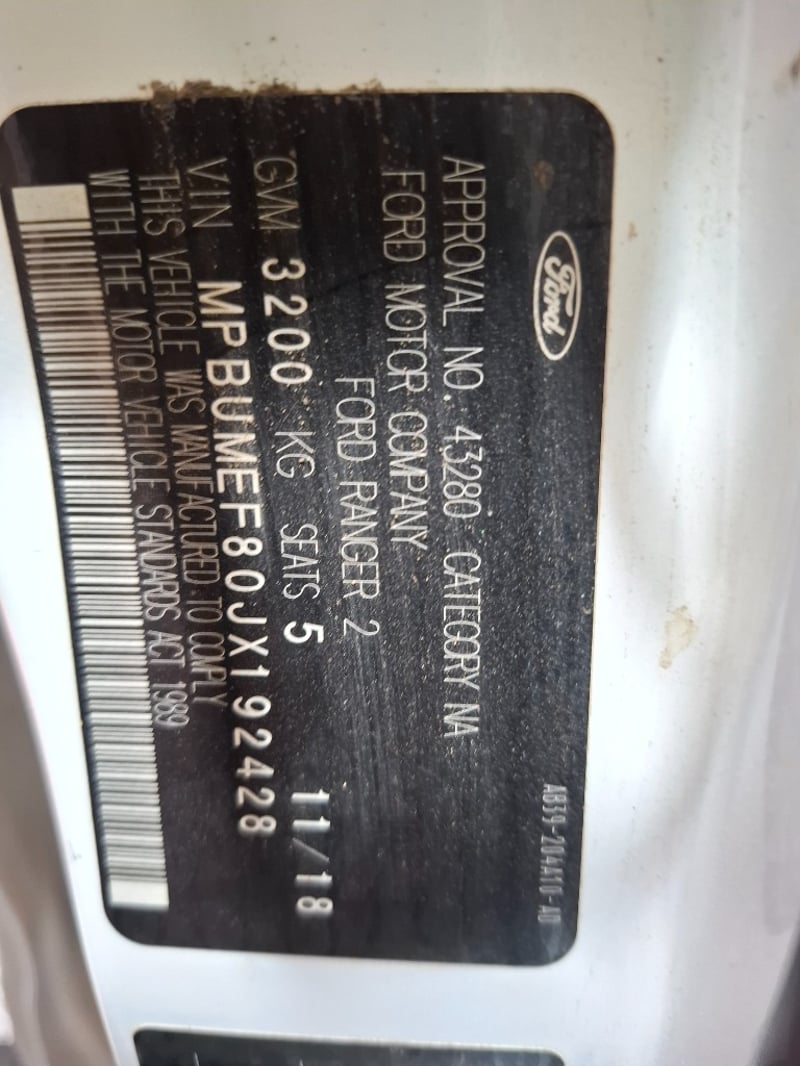 Ford
AB39-204A10-AD
APPROVAL NO. 43280 CATEGORY NA
FORD MOTOR COMPANY
FORD RANGER 2
11/18
GVM 3200 KG SEATS 5
VIN MPBUMEF80JX192428
THIS VEHICLE WAS MANUFACTURED TO COMPLY
WITH THE MOTOR VEHICLE STANDARDS ACT 1989